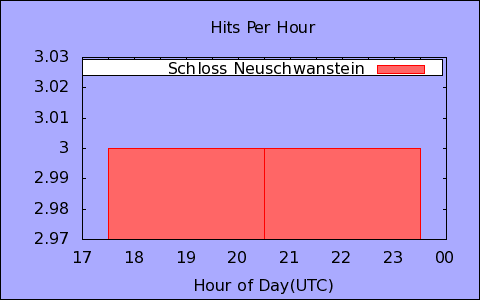 Hits Per Hour
3.03
Schloss Neuschwanstein
3.02
3.01
3
2.99
2.98
2.97
17 18 19 20 21 22 23 00
Hour of Day(UTC)